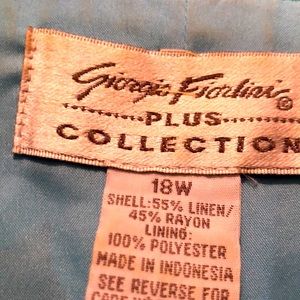 Giorgio Fiorlini®
PLUS
COLLECTION
18W
SHELL: 55% LINEN/
45% RAYON
LINING:
100% POLYESTER
MADE IN INDONESIA
SEE REVERSE FOR